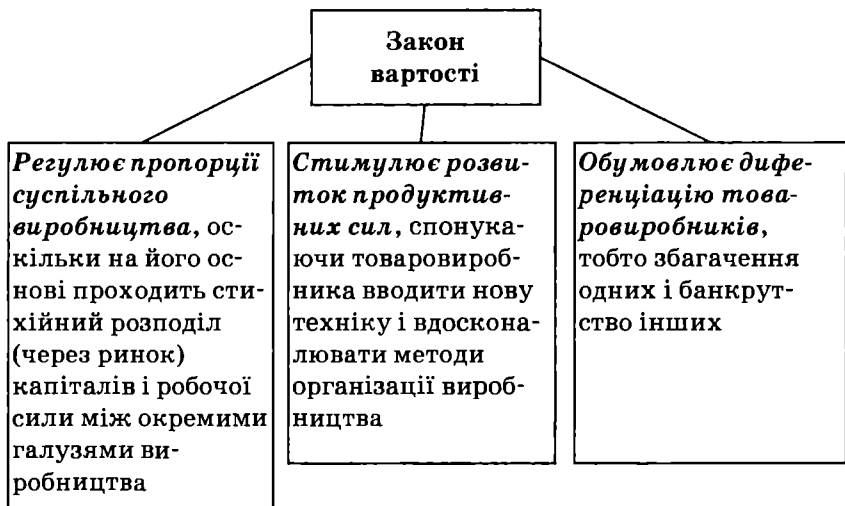 Закон
вартості
Регулює пропорції
суспільного
виробництва, ос-
кільки на його ос-
нові проходить сти-
хійний розподіл
(через ринок)
капіталів і робочої
сили між окремими
галузями ви-
робництва
Стимулює розви-
ток продуктив-
них сил, спонука-
ючи товаровироб-
ника вводити нову
техніку і вдоскона-
лювати методи
організації вироб-
ництва
Обумовлює дифе-
ренціацію това-
ровиробників,
тобто збагачення
одних і банкрут-
ство інших